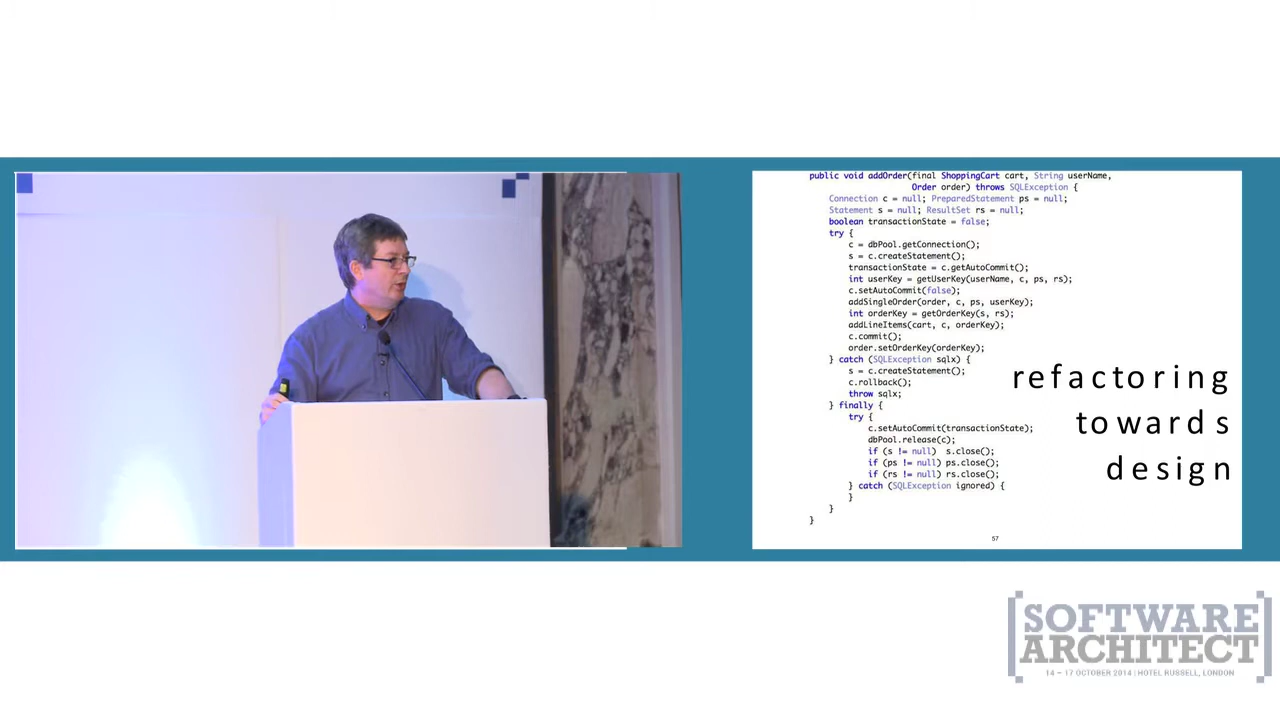 public void addOrder(final ShoppingCart cart, String userName,
Order order) throws SQLException {
Connection c = null; PreparedStatement ps = null;
Statement s = null; ResultSet rs = null;
boolean transactionState = false;
try {
c = dbPool.getConnection();
s = c.createStatement();
transactionState = c.getAutoCommit();
int userKey = getUserKey(userName, c, ps, rs);
c.setAutoCommit(false);
addSingleOrder(order, c, ps, userKey);
int orderKey = getOrderKey(s, rs);
addLineItems(cart, c, orderKey);
c.commit();
order.setOrderKey(orderKey);
} catch (SQLException sqlx) {
s = c.createStatement();
c.rollback();
throw sqlx;
} finally {
try {
c.setAutoCommit(transactionState);
dbPool.release(c);
if (s != null) s.close();
if (ps != null) ps.close();
if (rs != null) rs.close();
} catch (SQLException ignored) {
}
}
}
refactoring
towards
design
57
[SOFTWARE
ARCHITECT]
14 – 17 OCTOBER 2014 | HOTEL RUSSELL, LONDON